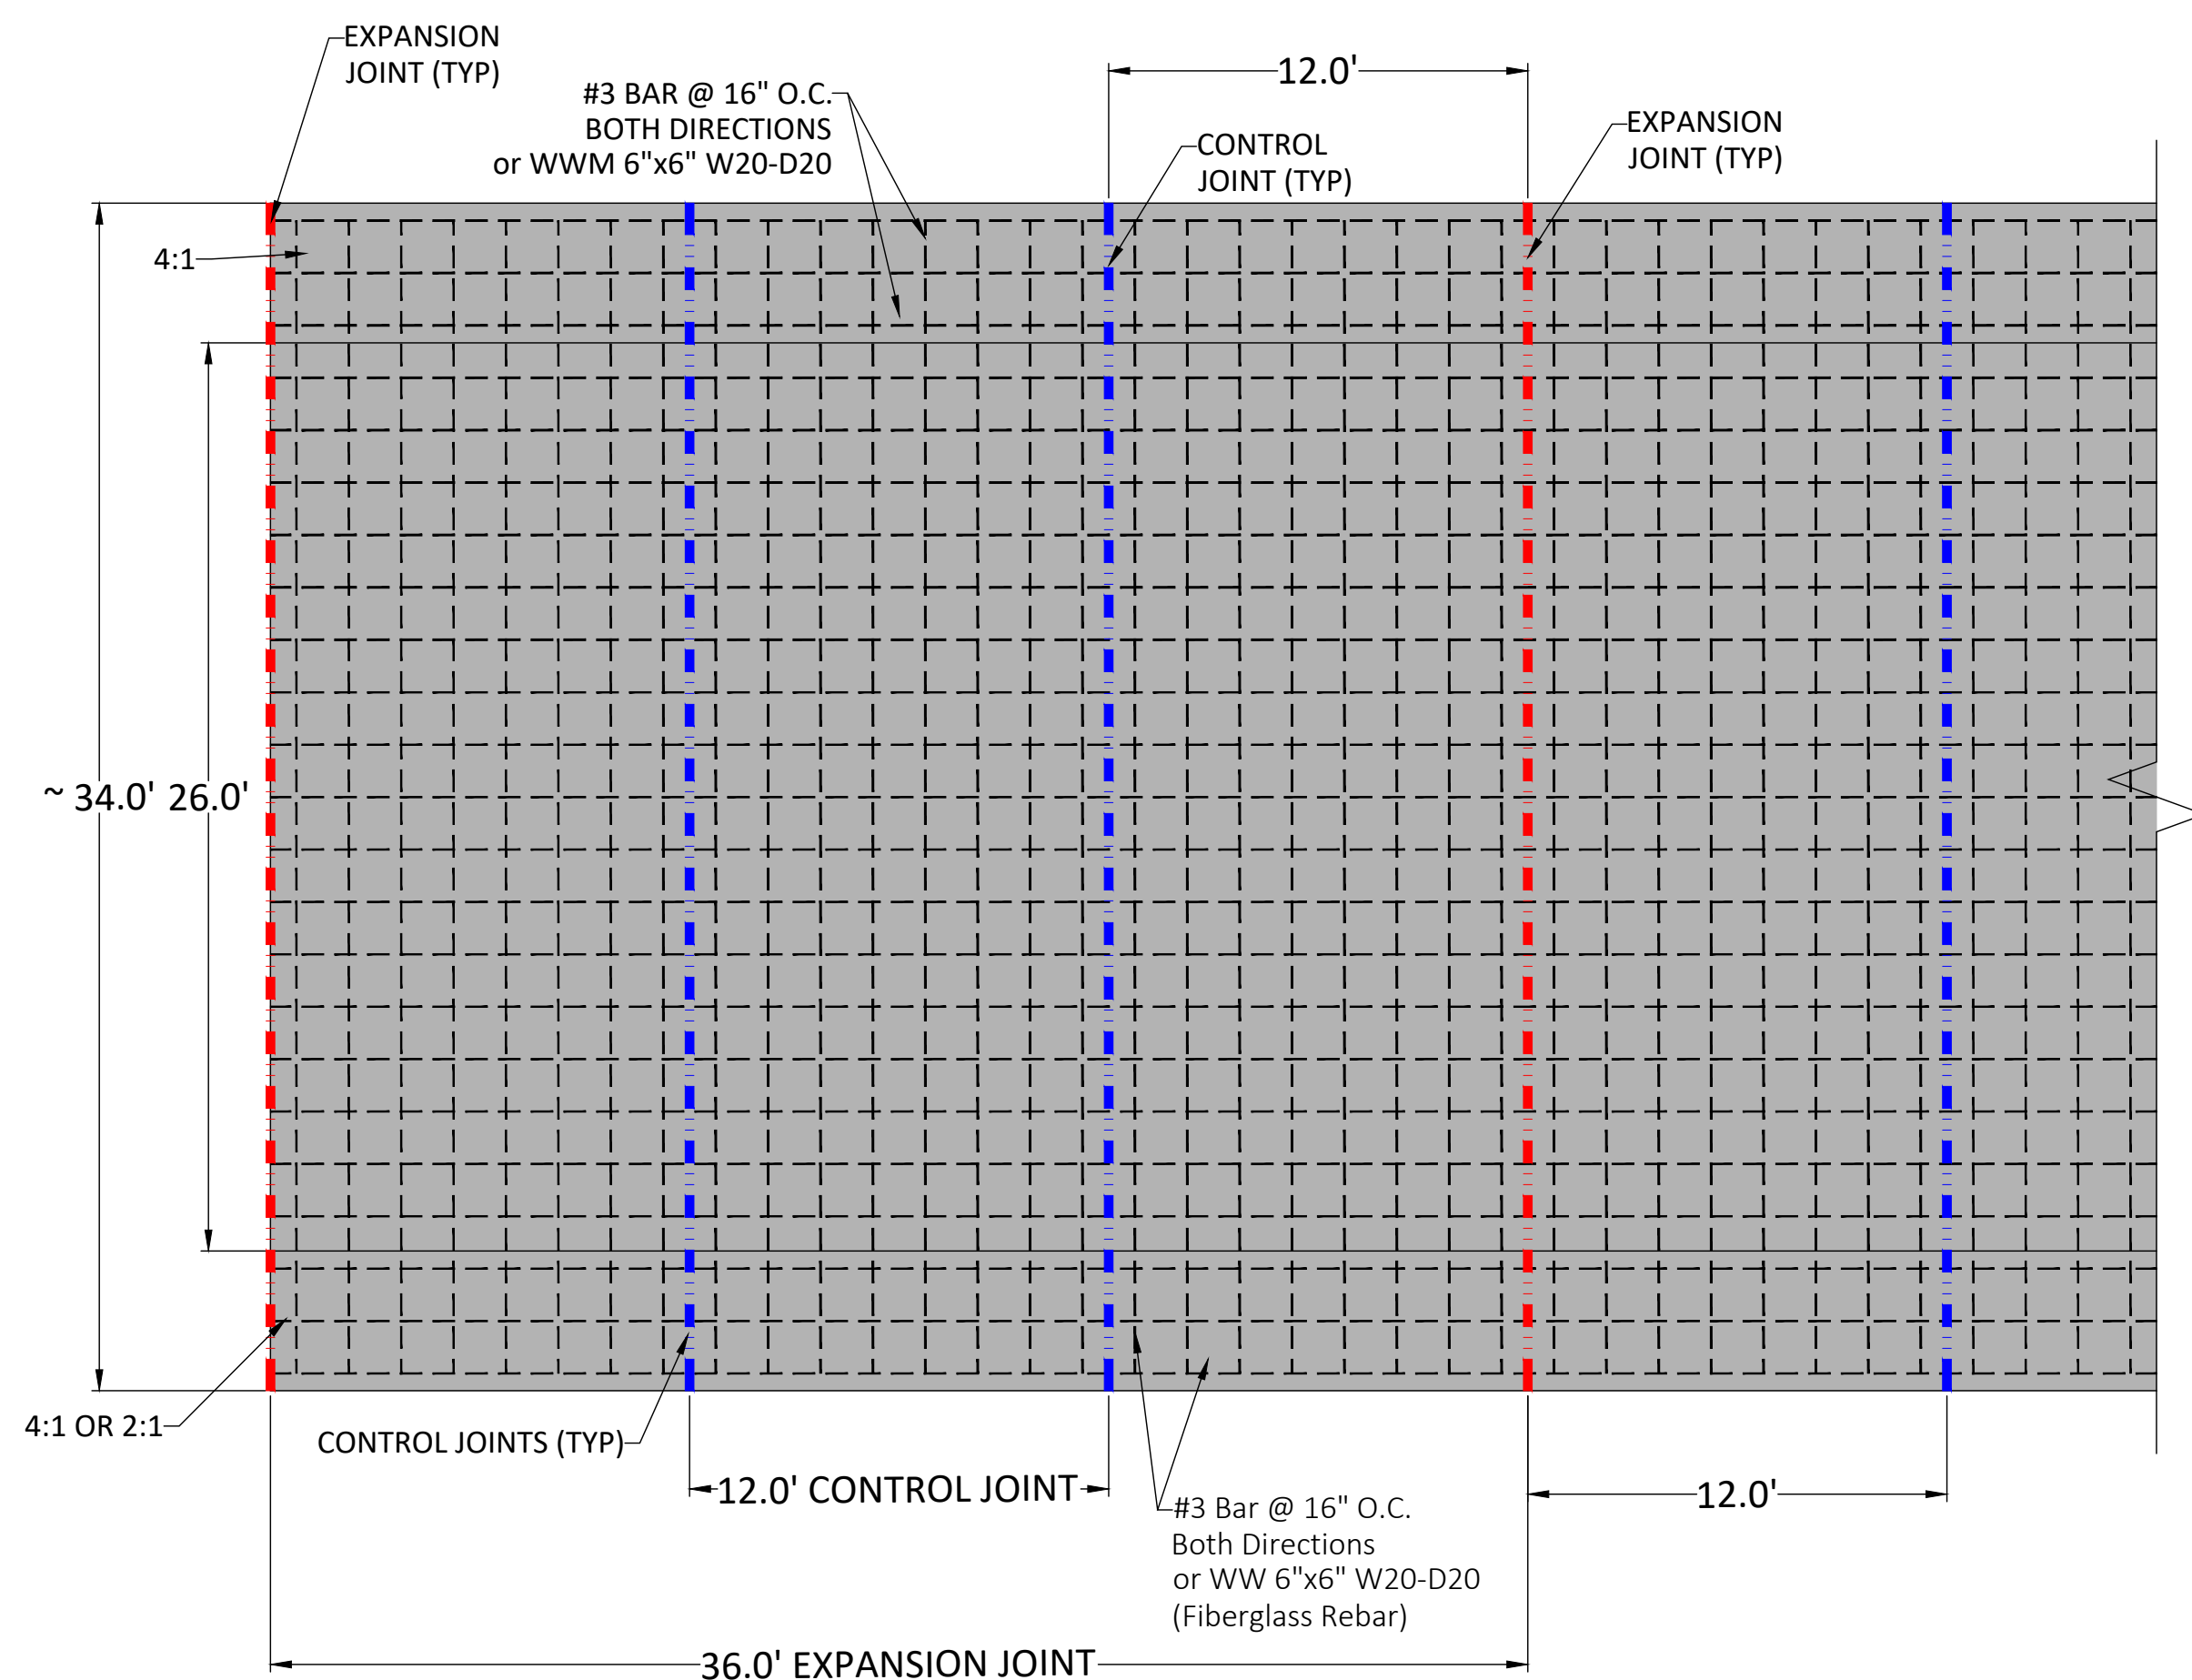 EXPANSION
JOINT (TYP)
12.0'
#3 BAR @ 16" O.C.
BOTH DIRECTIONS
or WWM 6"x6" W20-D20
CONTROL
JOINT (TYP)
EXPANSION
JOINT (TYP)
4:1
~ 34.0'
26.0'
4:1 OR 2:1
CONTROL JOINTS (TYP)
12.0' CONTROL JOINT
12.0'
#3 Bar @ 16" O.C.
Both Directions
or WW 6"x6" W20-D20
(Fiberglass Rebar)
36.0' EXPANSION JOINT